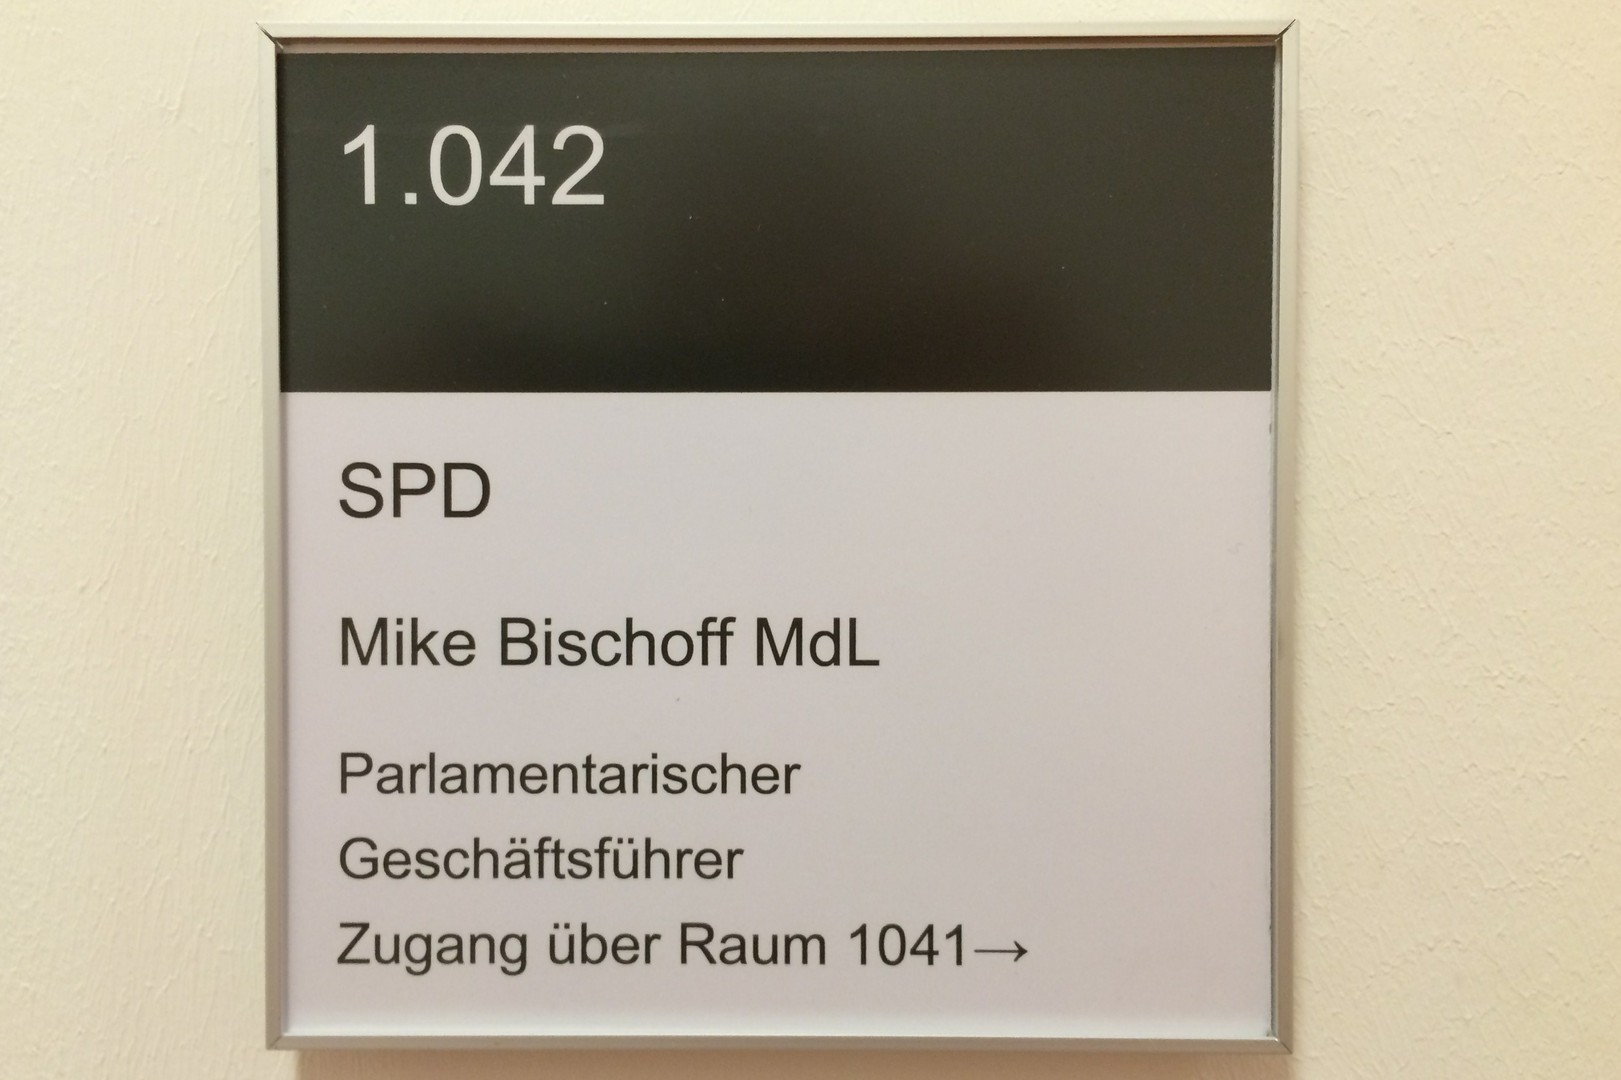 1.042
SPD
Mike Bischoff MdL
Parlamentarischer
Geschäftsführer
Zugang über Raum 1041→